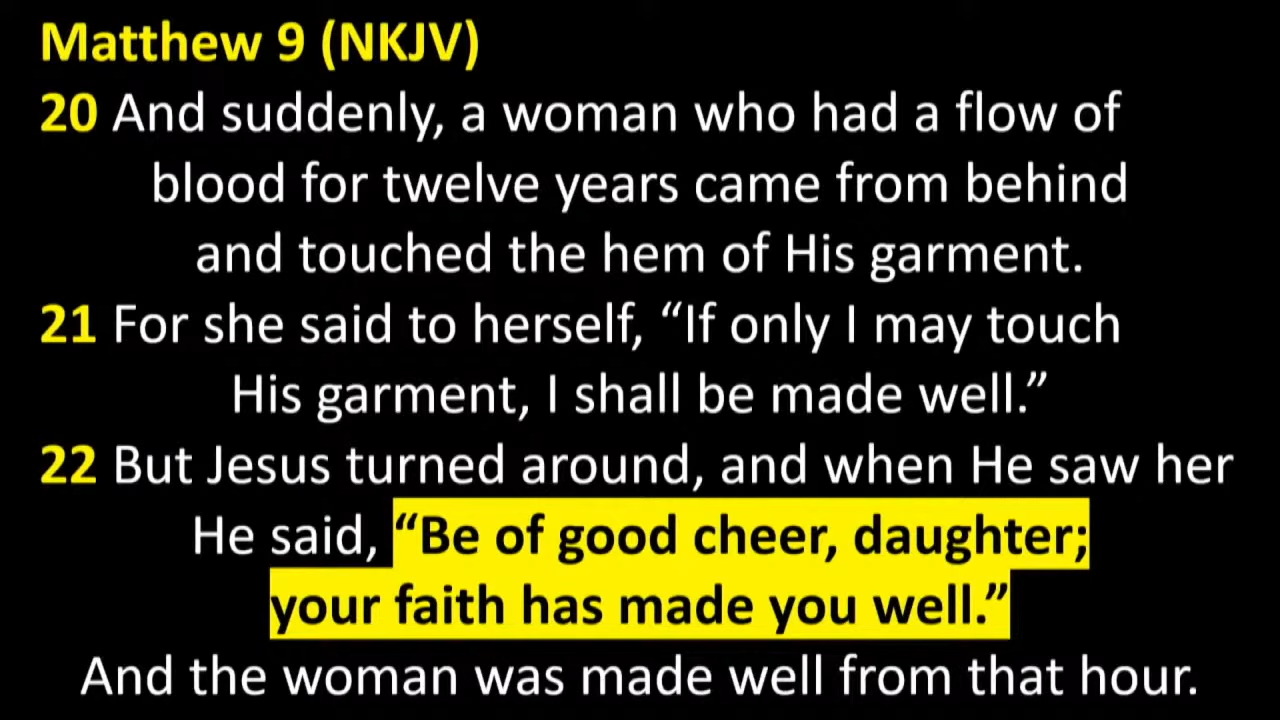 Matthew 9 (NKJV)
20 And suddenly, a woman who had a flow of
blood for twelve years came from behind
and touched the hem of His garment.
21 For she said to herself, “If only I may touch
His garment, I shall be made well.”
22 But Jesus turned around, and when He saw her
He said, “Be of good cheer, daughter;
your faith has made you well.”
And the woman was made well from that hour.